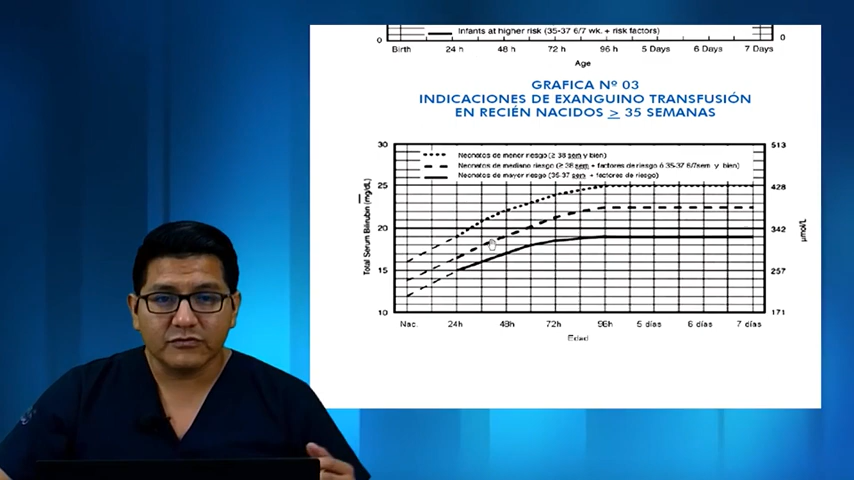 0
Infants at higher risk (35-37 6/7 wk. + risk factors)
0
Birth 24 h 48 h 72 h 96 h 5 Days 6 Days 7 Days
Age
GRAFICA Nº 03
INDICACIONES DE EXANGUINO TRANSFUSIÓN
EN RECIÉN NACIDOS ≥ 35 SEMANAS
30
25
20
15
10
Total Serum Bilirubin (mg/dL)
Neonatos de menor riesgo (≥ 38 sem y bien)
Neonatos de mediano riesgo (≥ 38 sem + factores de riesgo ó 35-37 6/7sem y bien)
Neonatos de mayor riesgo (35-37 sem + factores de riesgo)
513
428
342
257
171
µmol/L
Nac. 24h 48h 72h 96h 5 días 6 días 7 días
Edad